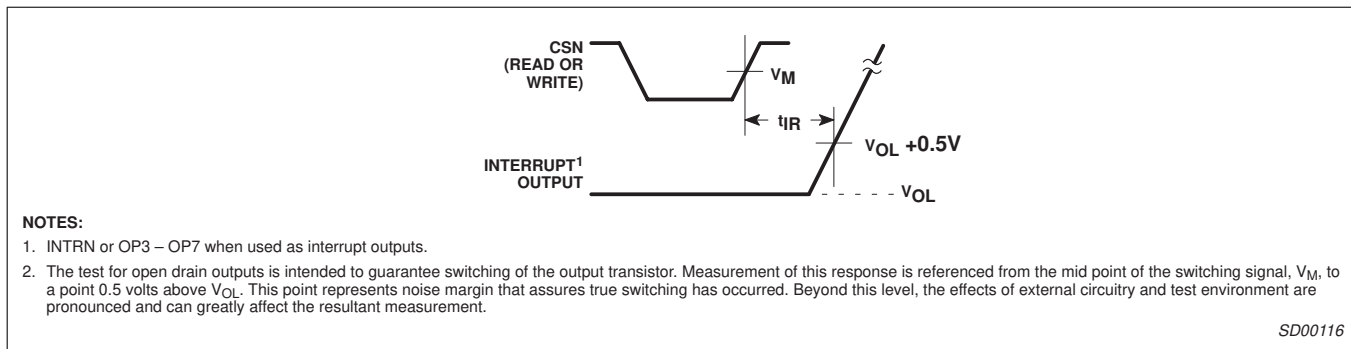 CSN
(READ OR
WRITE)
VM
tIR
VOL +0.5V
INTERRUPT1
OUTPUT
VOL
NOTES:
1. INTRN or OP3 – OP7 when used as interrupt outputs.
2. The test for open drain outputs is intended to guarantee switching of the output transistor. Measurement of this response is referenced from the mid point of the switching signal, VM, to
a point 0.5 volts above VOL. This point represents noise margin that assures true switching has occurred. Beyond this level, the effects of external circuitry and test environment are
pronounced and can greatly affect the resultant measurement.
SD00116